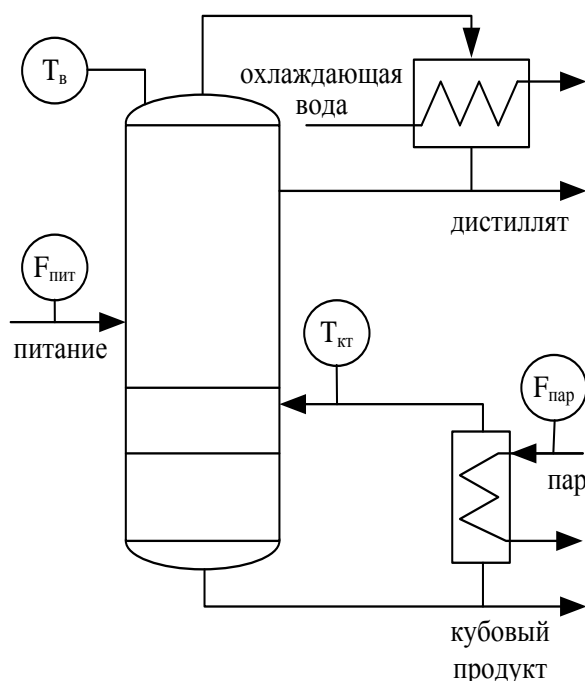 Tв
охлаждающая
вода
дистиллят
Fпит
питание
Tкт
Fпар
пар
кубовый
продукт